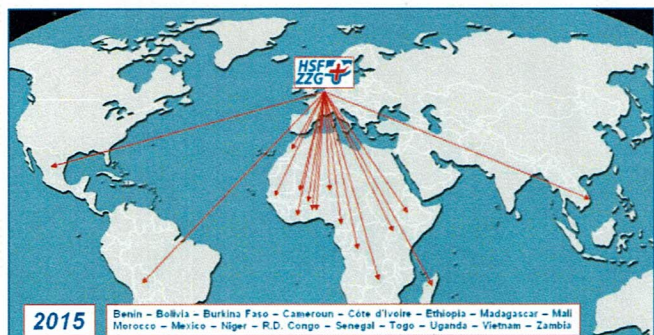 HSF
ZZG
2015
Benin – Bolivia – Burkina Faso – Cameroun – Côte d'Ivoire – Ethiopia – Madagascar – Mali
Morocco – Mexico – Niger – R.D. Congo – Senegal – Togo – Uganda – Vietnam – Zambia